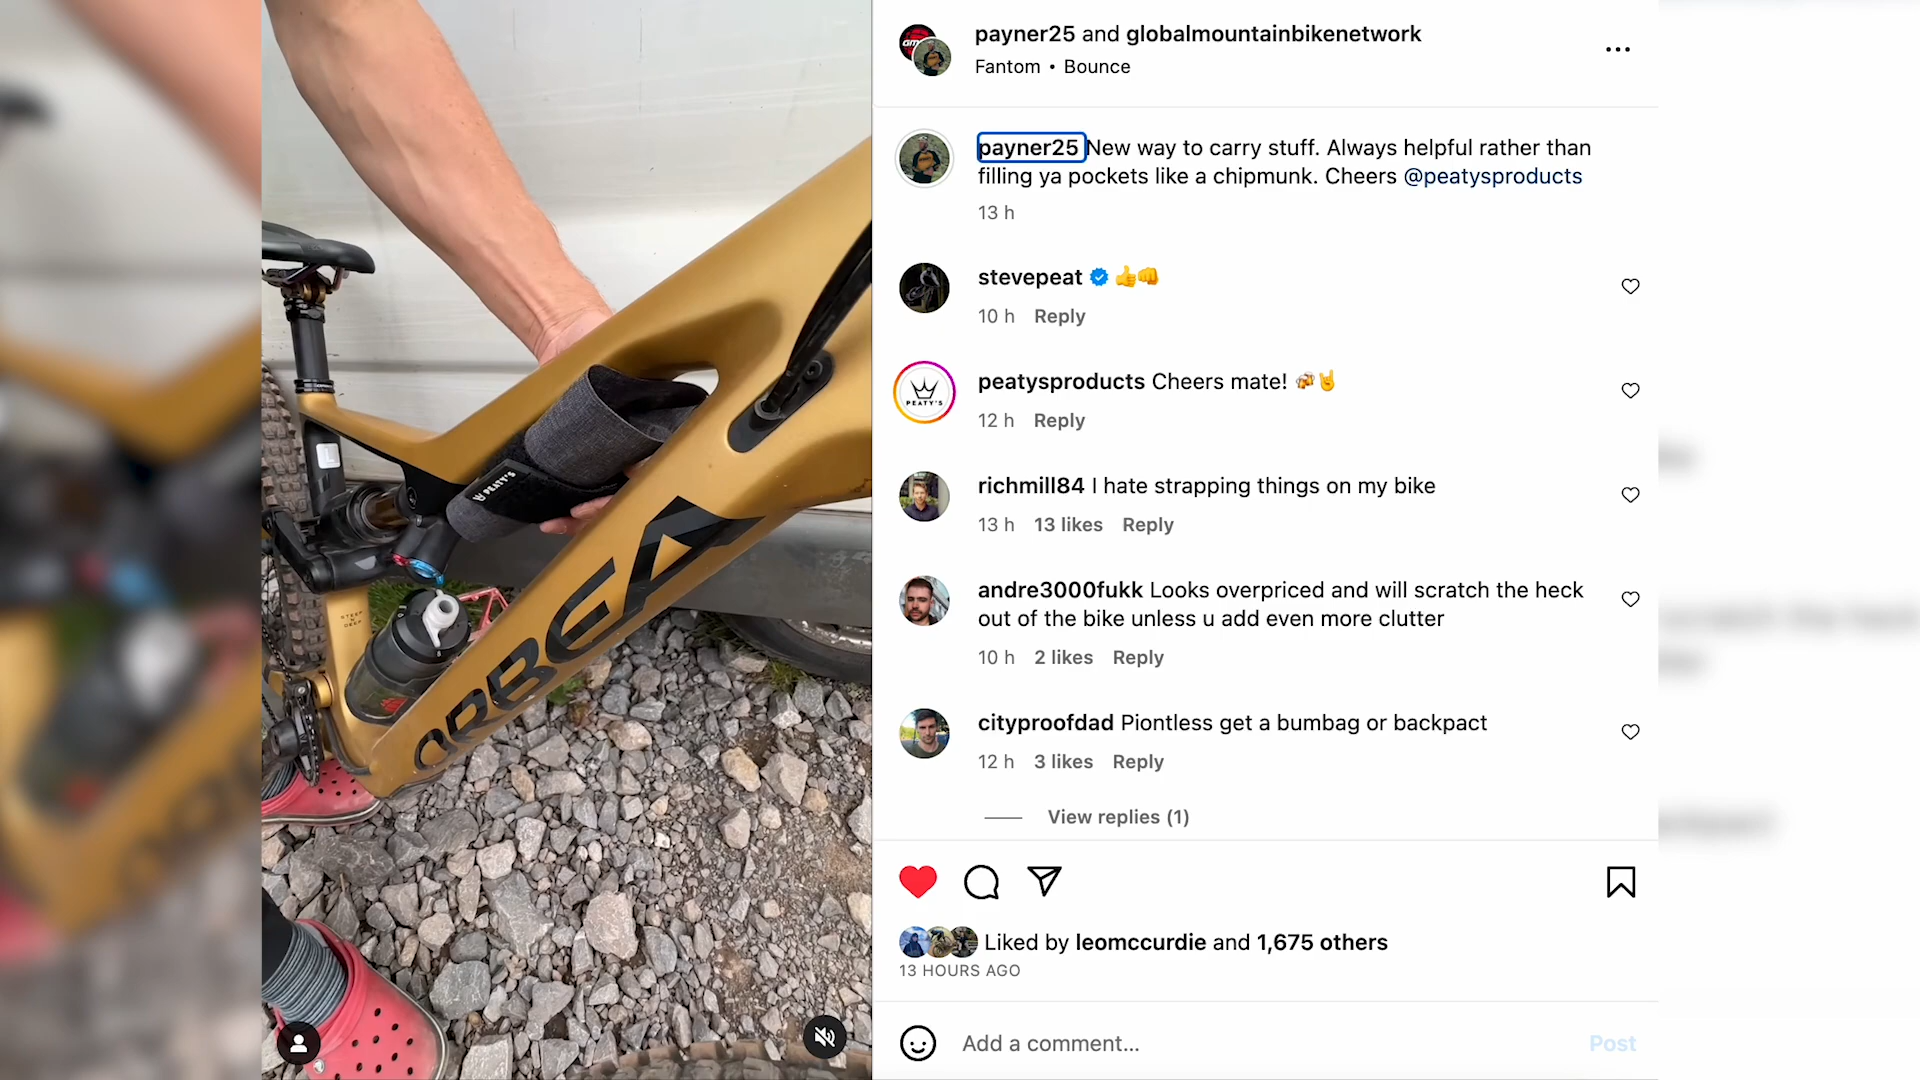 payner25 and globalmountainbikenetwork
Fantom • Bounce
payner25 New way to carry stuff. Always helpful rather than
filling ya pockets like a chipmunk. Cheers @peatysproducts
13 h
stevepeat 👍👊
10 h Reply
peatysproducts Cheers mate! 🍻🤘
12 h Reply
richmill84 I hate strapping things on my bike
13 h 13 likes Reply
andre3000fukk Looks overpriced and will scratch the heck
out of the bike unless u add even more clutter
10 h 2 likes Reply
cityproofdad Piontless get a bumbag or backpact
12 h 3 likes Reply
View replies (1)
Liked by leomccurdie and 1,675 others
13 HOURS AGO
Add a comment...
Post
PEATY'S
PEATY'S
L
STEEP
N
DEEP
ORBEA